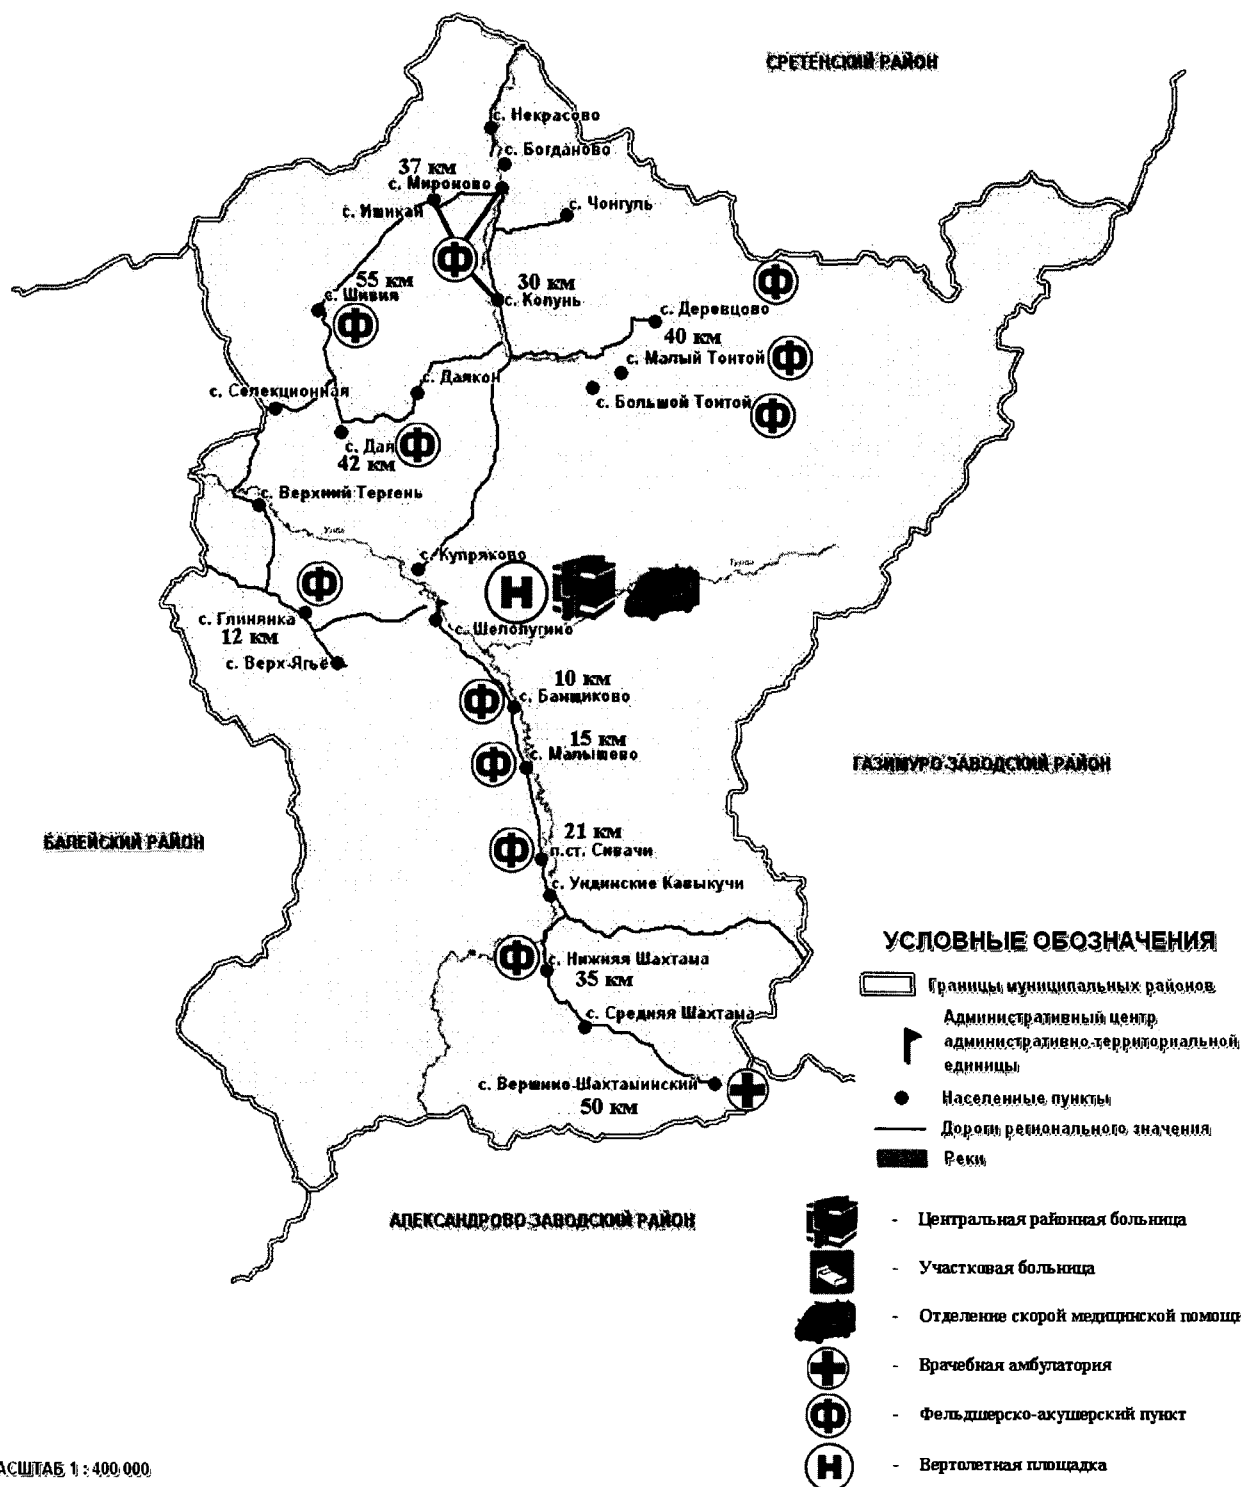 СРЕТЕНСКИЙ РАЙОН
с. Некрасово
с. Богданово
37 км
с. Мироново
с. Ишикай
с. Чонгуль
Ф
55 км
с. Шивия
Ф
30 км
с. Копунь
Ф
с. Деревцово
40 км
с. Малый Тонтой
Ф
с. Большой Тонтой
Ф
с. Даякон
с. Селекционная
с. Дая
Ф
42 км
с. Верхний Тергень
Унда
с. Купряково
Тунда
Ф
Н
с. Глинянка
12 км
с. Шелопугино
с. Верх-Ягьё
10 км
с. Банщиково
Ф
15 км
с. Малышево
Ф
ГАЗИМУРО-ЗАВОДСКИЙ РАЙОН
БАЛЕЙСКИЙ РАЙОН
21 км
п.ст. Сивачи
Ф
с. Ундинские Кавыкучи
Ф
с. Нижняя Шахтама
35 км
с. Средняя Шахтама
с. Вершино-Шахтаминский
50 км
АЛЕКСАНДРОВО-ЗАВОДСКИЙ РАЙОН
УСЛОВНЫЕ ОБОЗНАЧЕНИЯ
Границы муниципальных районов
Административный центр
административно-территориальной
единицы
Населенные пункты
Дороги регионального значения
Реки
- Центральная районная больница
- Участковая больница
- Отделение скорой медицинской помощи
- Врачебная амбулатория
Ф - Фельдшерско-акушерский пункт
Н - Вертолетная площадка
АСШТАБ 1 : 400 000